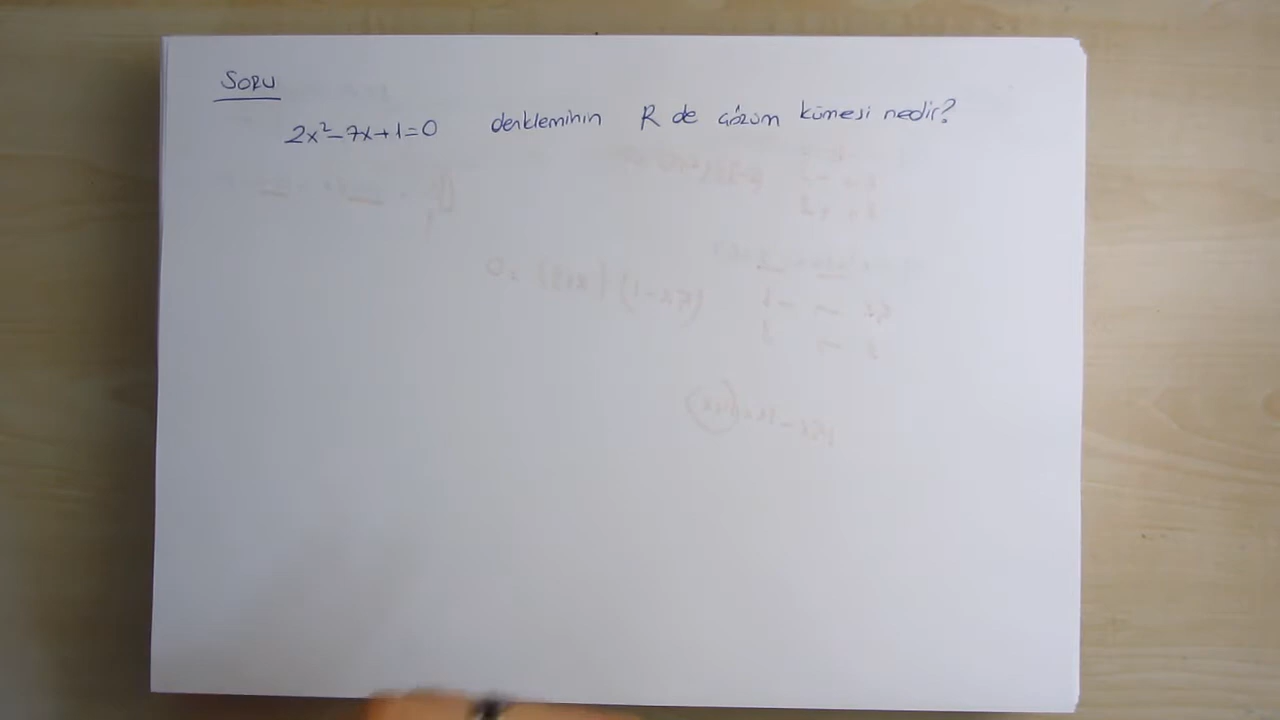 SORU
2x²-7x+1=0 denkleminin R de çözüm kümesi nedir?